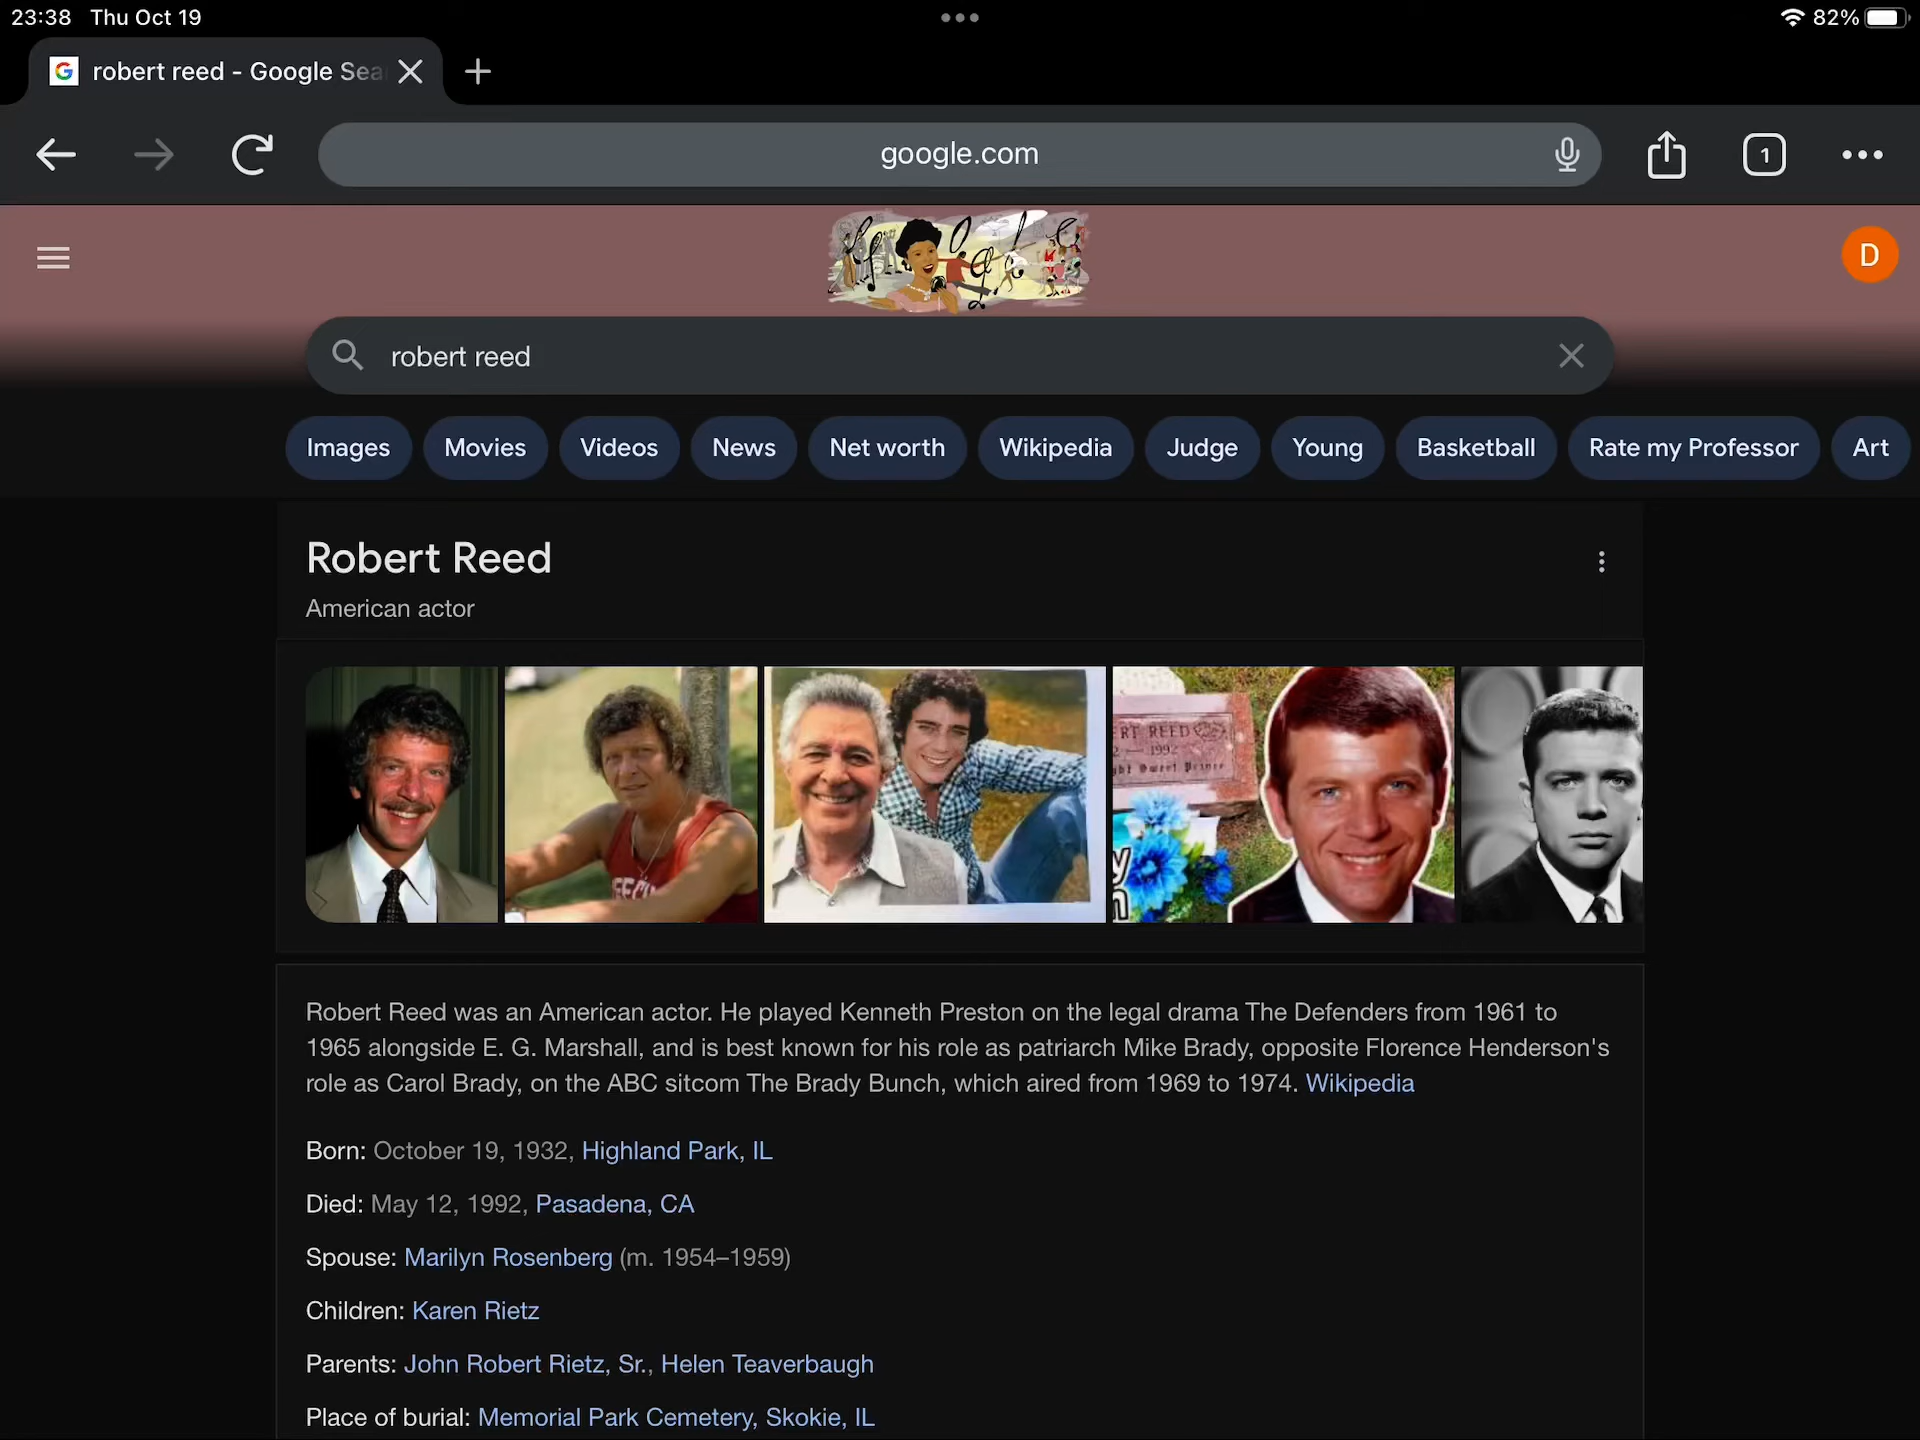 23:38 Thu Oct 19
82%
robert reed - Google Sea
google.com
1
D
robert reed
Images Movies Videos News Net worth Wikipedia Judge Young Basketball Rate my Professor Art
Robert Reed
American actor
ERT REED
1992
Sweet Prince
Robert Reed was an American actor. He played Kenneth Preston on the legal drama The Defenders from 1961 to
1965 alongside E. G. Marshall, and is best known for his role as patriarch Mike Brady, opposite Florence Henderson's
role as Carol Brady, on the ABC sitcom The Brady Bunch, which aired from 1969 to 1974. Wikipedia
Born: October 19, 1932, Highland Park, IL
Died: May 12, 1992, Pasadena, CA
Spouse: Marilyn Rosenberg (m. 1954–1959)
Children: Karen Rietz
Parents: John Robert Rietz, Sr., Helen Teaverbaugh
Place of burial: Memorial Park Cemetery, Skokie, IL